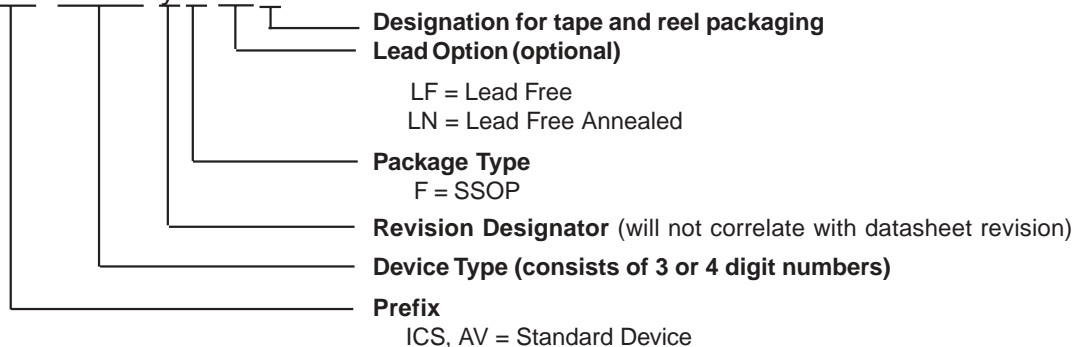 Designation for tape and reel packaging
Lead Option (optional)
LF = Lead Free
LN = Lead Free Annealed
Package Type
F = SSOP
Revision Designator (will not correlate with datasheet revision)
Device Type (consists of 3 or 4 digit numbers)
Prefix
ICS, AV = Standard Device